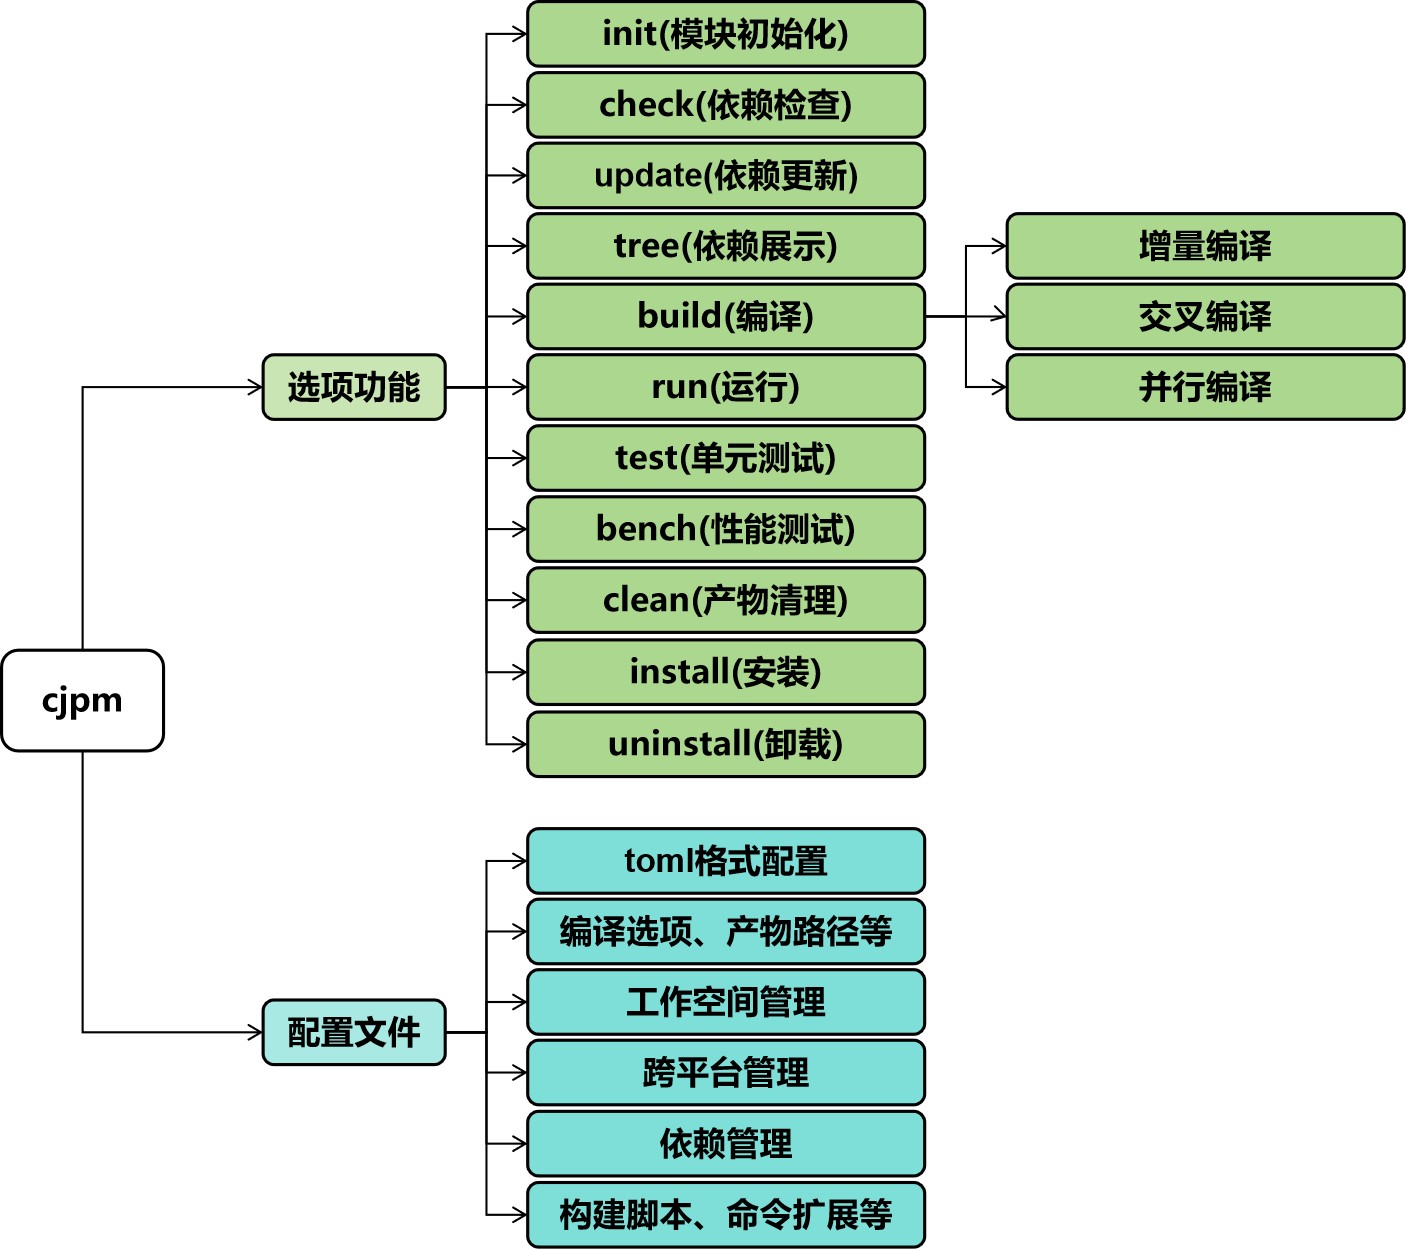 cjpm
选项功能
init(模块初始化)
check(依赖检查)
update(依赖更新)
tree(依赖展示)
build(编译)
run(运行)
test(单元测试)
bench(性能测试)
clean(产物清理)
install(安装)
uninstall(卸载)
增量编译
交叉编译
并行编译
配置文件
toml格式配置
编译选项、产物路径等
工作空间管理
跨平台管理
依赖管理
构建脚本、命令扩展等